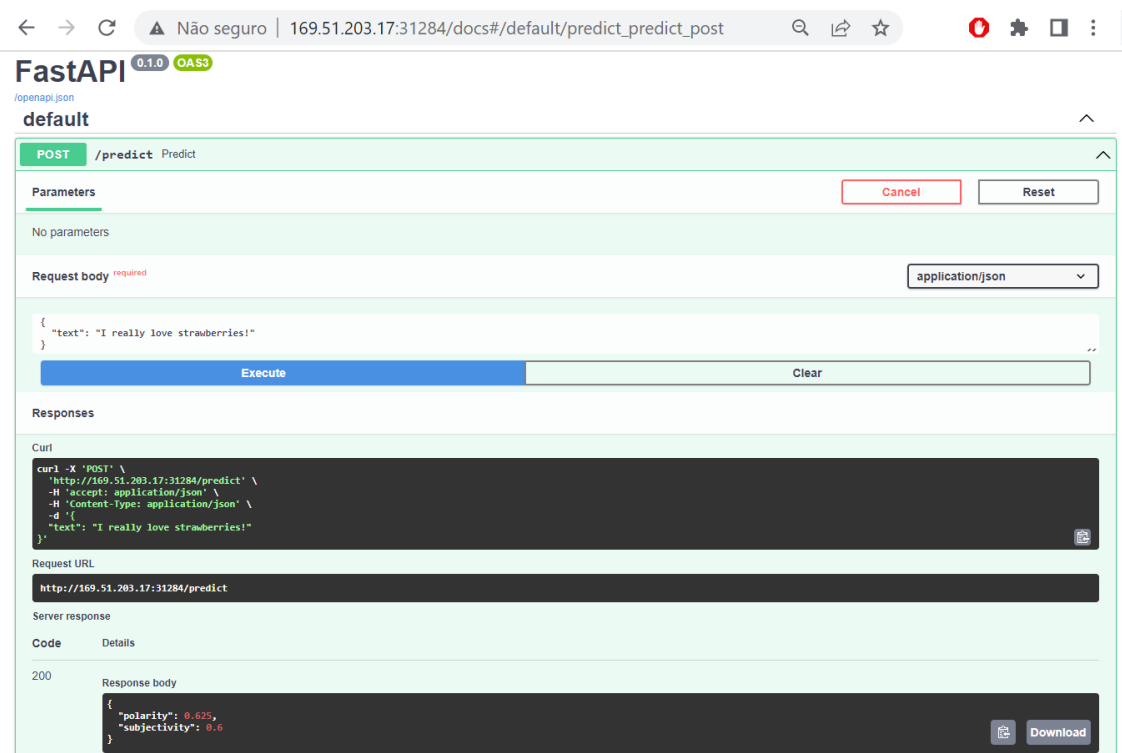 Não seguro | 169.51.203.17:31284/docs#/default/predict_predict_post
FastAPI 0.1.0 OAS3
/openapi.json
default
POST /predict Predict
Parameters Cancel Reset
No parameters
Request body required application/json
{
"text": "I really love strawberries!"
}
Execute Clear
Responses
Curl
curl -X 'POST' \
'http://169.51.203.17:31284/predict' \
-H 'accept: application/json' \
-H 'Content-Type: application/json' \
-d '{
"text": "I really love strawberries!"
}'
Request URL
http://169.51.203.17:31284/predict
Server response
Code Details
200
Response body
{
"polarity": 0.625,
"subjectivity": 0.6
}
Download